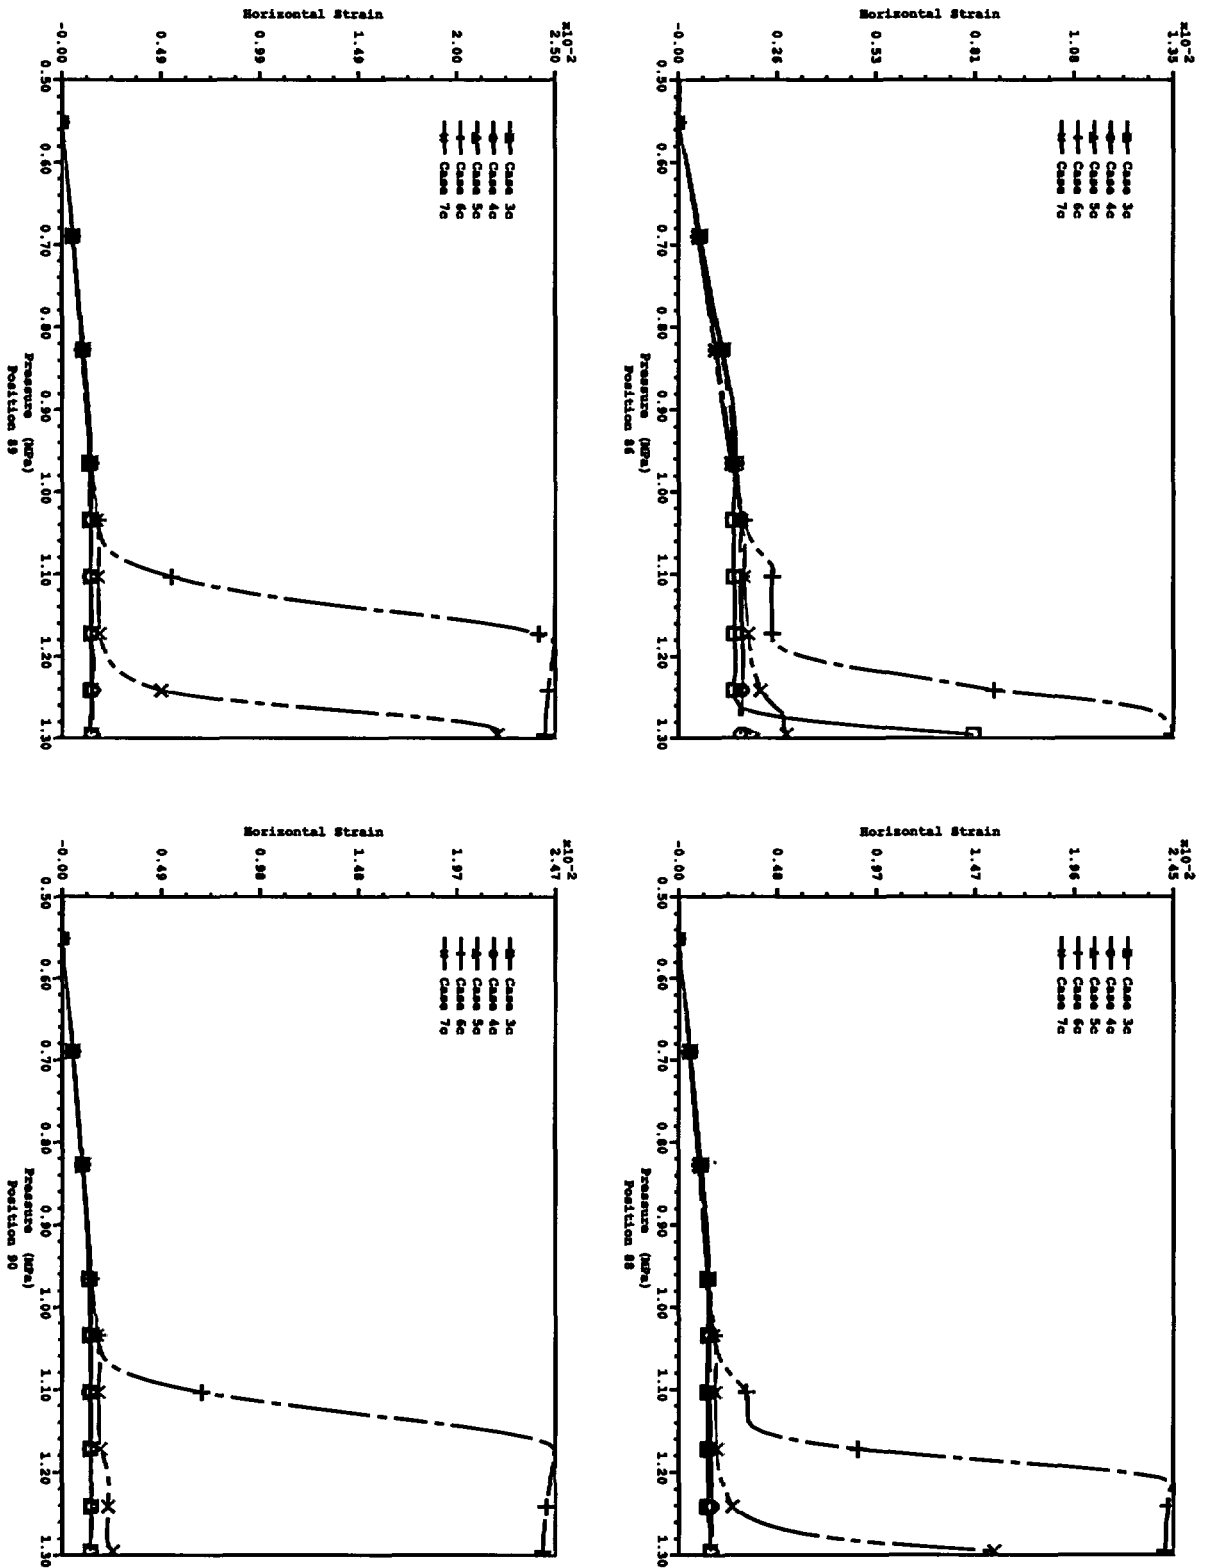 x10^-2
1.35
1.08
0.81
0.53
0.26
-0.00
Horizontal Strain
Case 3c
Case 4c
Case 5c
Case 6c
Case 7c
0.50
0.60
0.70
0.80
0.90
1.00
1.10
1.20
1.30
Pressure (MPa)
Position 86
x10^-2
2.45
1.96
1.47
0.97
0.48
-0.00
Horizontal Strain
Case 3c
Case 4c
Case 5c
Case 6c
Case 7c
0.50
0.60
0.70
0.80
0.90
1.00
1.10
1.20
1.30
Pressure (MPa)
Position 88
x10^-2
2.50
2.00
1.49
0.99
0.49
-0.00
Horizontal Strain
Case 3c
Case 4c
Case 5c
Case 6c
Case 7c
0.50
0.60
0.70
0.80
0.90
1.00
1.10
1.20
1.30
Pressure (MPa)
Position 89
x10^-2
2.47
1.97
1.48
0.98
0.49
-0.00
Horizontal Strain
Case 3c
Case 4c
Case 5c
Case 6c
Case 7c
0.50
0.60
0.70
0.80
0.90
1.00
1.10
1.20
1.30
Pressure (MPa)
Position 90